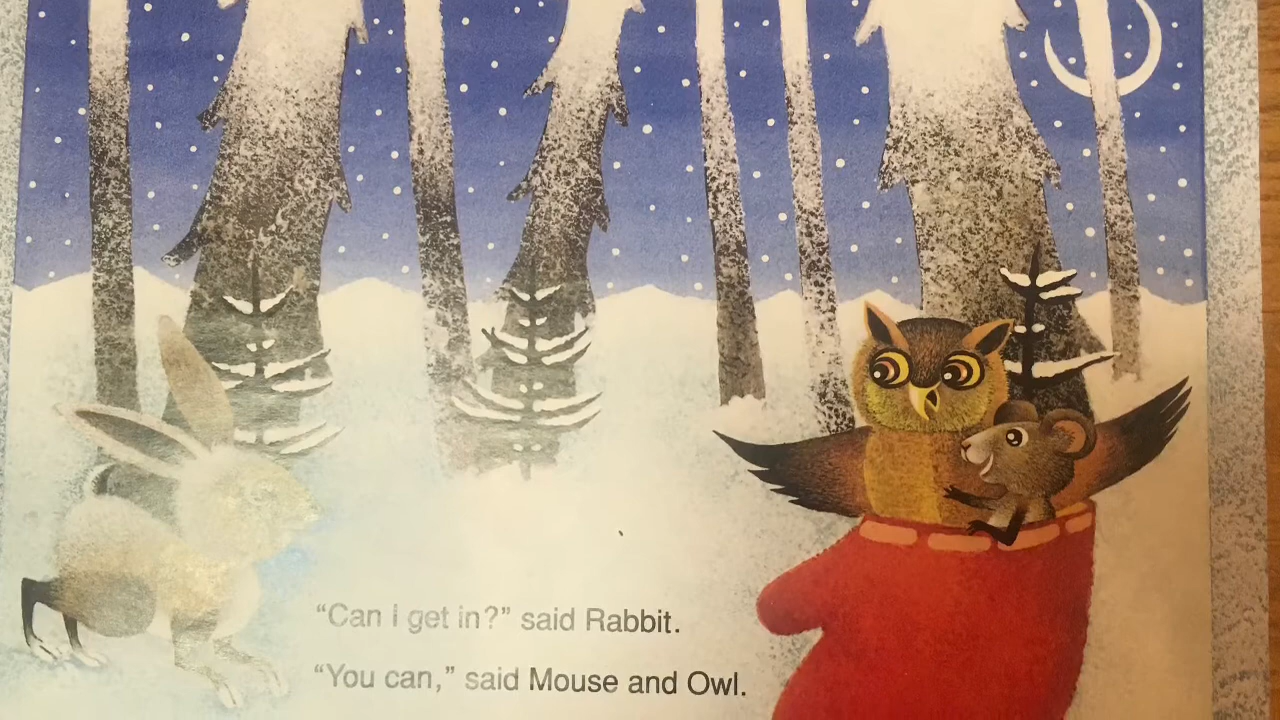 “Can I get in?” said Rabbit.
“You can,” said Mouse and Owl.